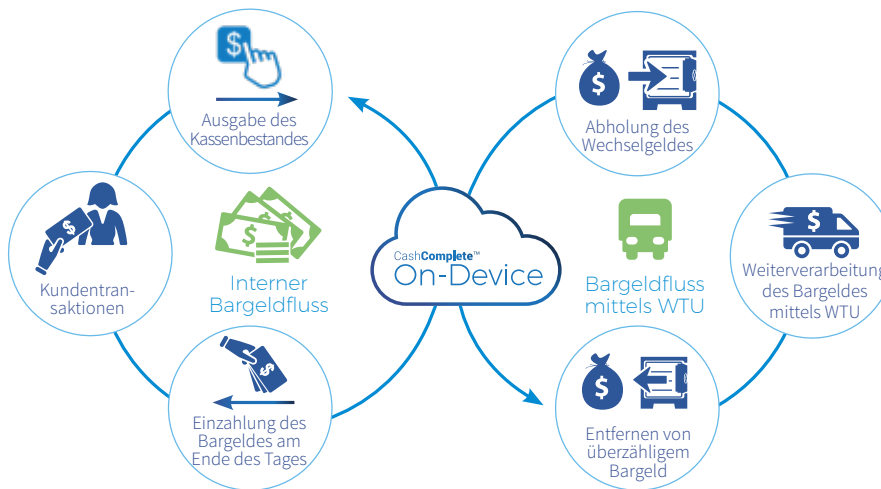 $
Ausgabe des
Kassenbestandes
$
Kundentran-
saktionen
$
$
Interner
Bargeldfluss
$
Einzahlung des
Bargeldes am
Ende des Tages
CashComplete™
On-Device
$
Abholung des
Wechselgeldes
Bargeldfluss
mittels WTU
$
Weiterverarbeitung
des Bargeldes
mittels WTU
$
Entfernen von
überzähligem
Bargeld